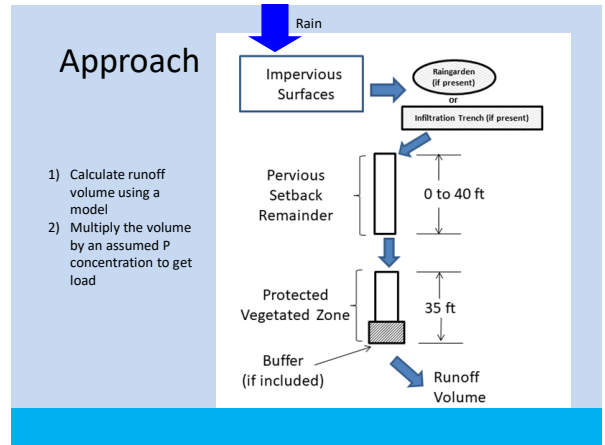 Rain
Approach
Impervious
Surfaces
Raingarden
(if present)
or
Infiltration Trench (if present)
1) Calculate runoff
volume using a
model
2) Multiply the volume
by an assumed P
concentration to get
load
Pervious
Setback
Remainder
0 to 40 ft
Protected
Vegetated Zone
35 ft
Buffer
(if included)
Runoff
Volume